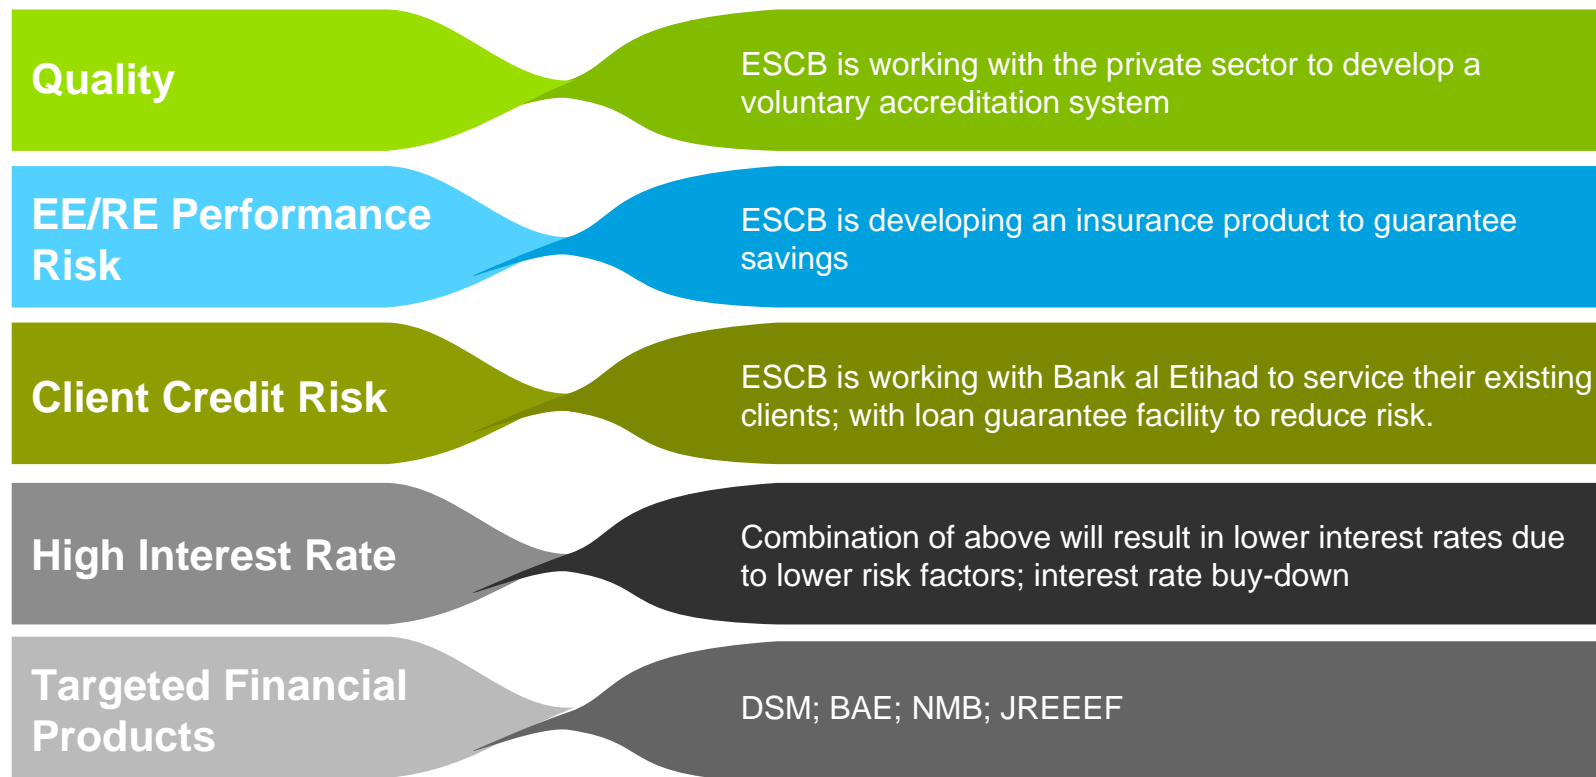 Quality
ESCB is working with the private sector to develop a
voluntary accreditation system
EE/RE Performance
Risk
ESCB is developing an insurance product to guarantee
savings
Client Credit Risk
ESCB is working with Bank al Etihad to service their existing
clients; with loan guarantee facility to reduce risk.
High Interest Rate
Combination of above will result in lower interest rates due
to lower risk factors; interest rate buy-down
Targeted Financial
Products
DSM; BAE; NMB; JREEEF